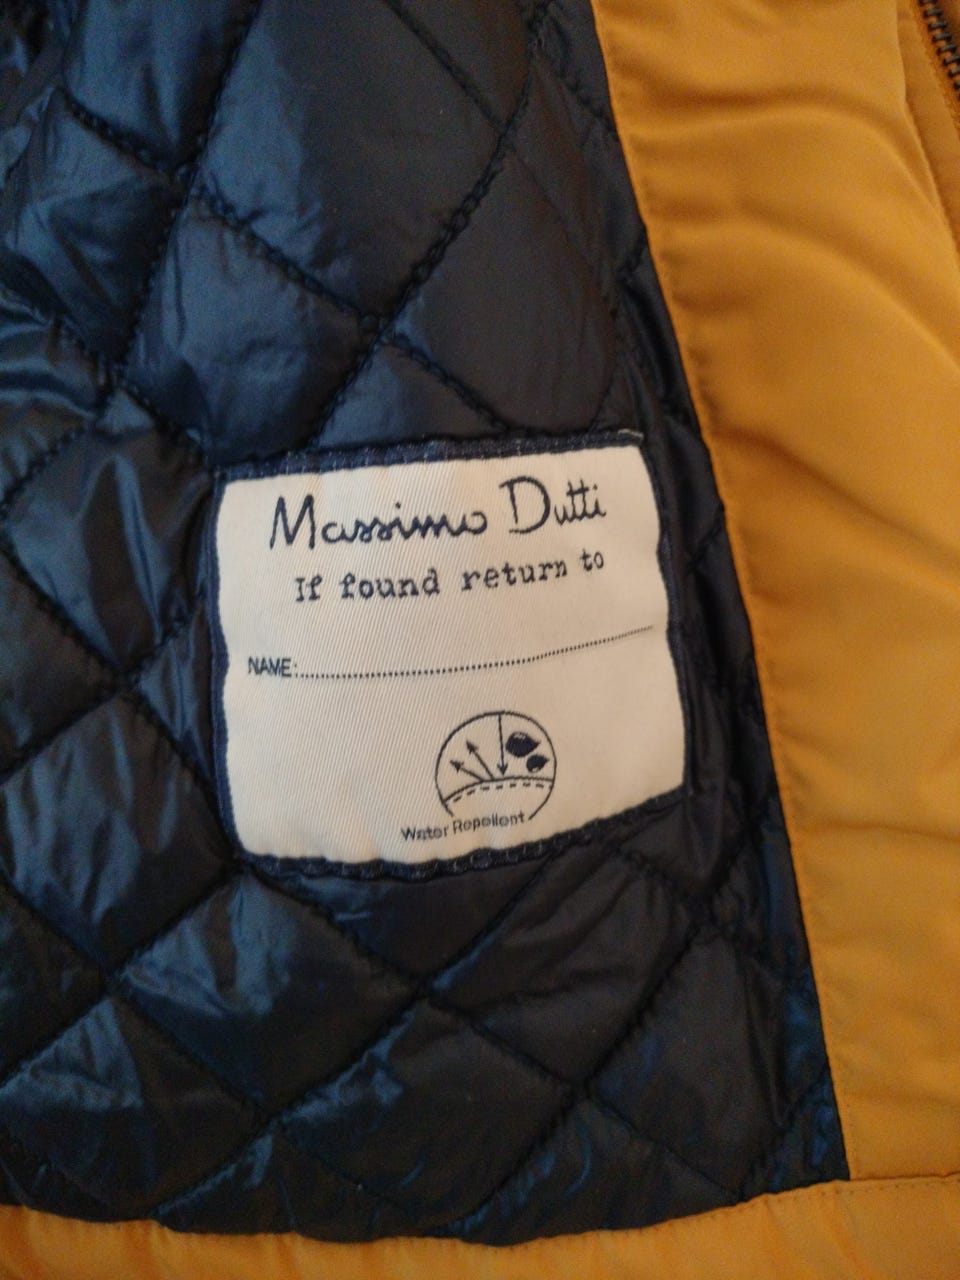 Massimo Dutti
If found return to
NAME:
Water Repellent